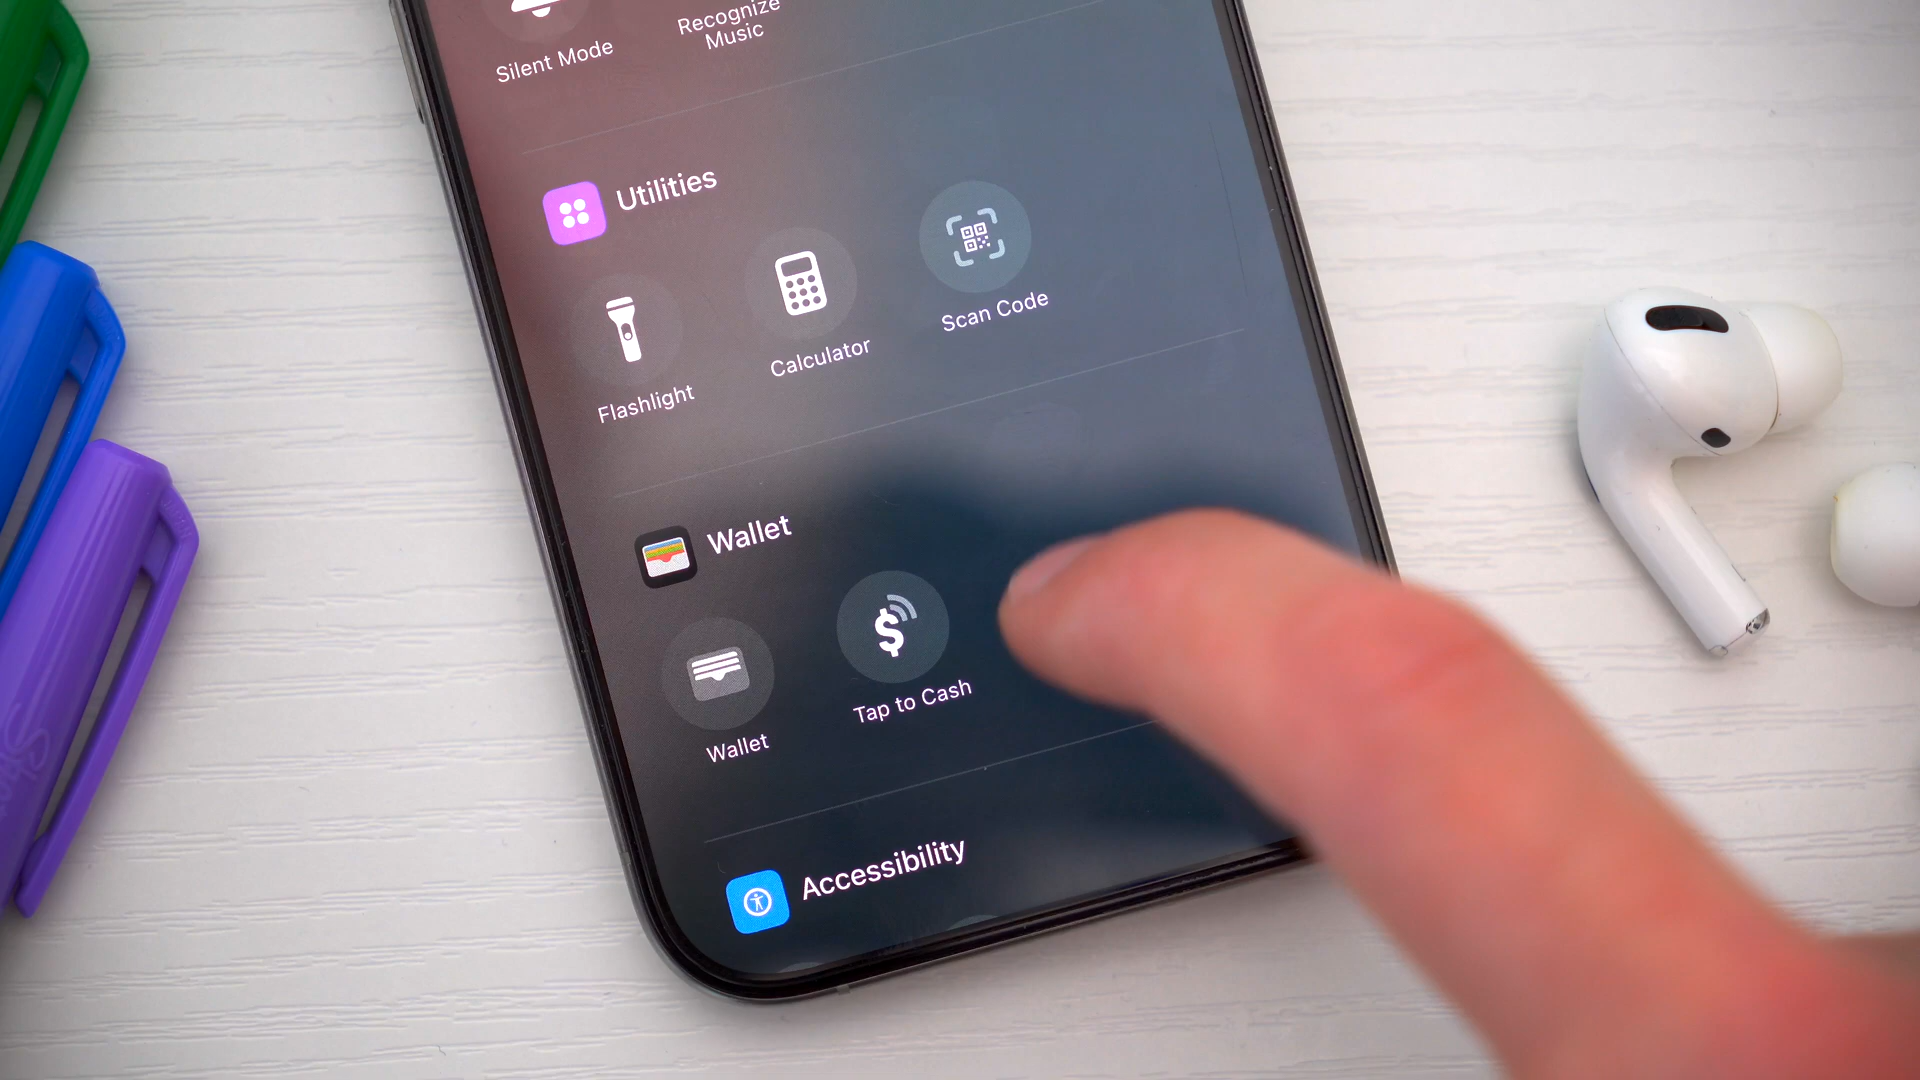 Silent Mode
Recognize
Music
Utilities
Flashlight
Calculator
Scan Code
Wallet
Wallet
Tap to Cash
Accessibility